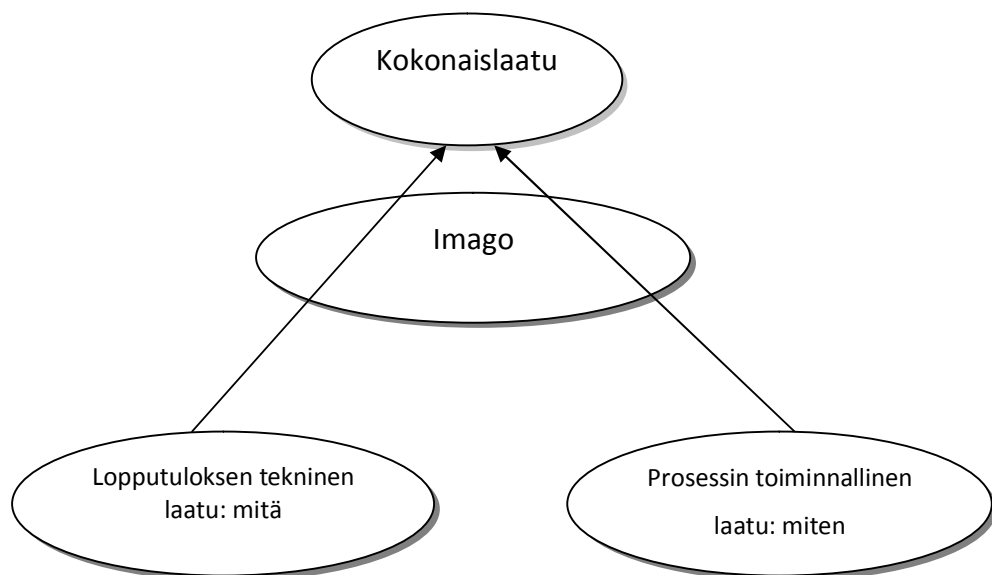 Kokonaislaatu
Imago
Lopputuloksen tekninen
laatu: mitä
Prosessin toiminnallinen
laatu: miten